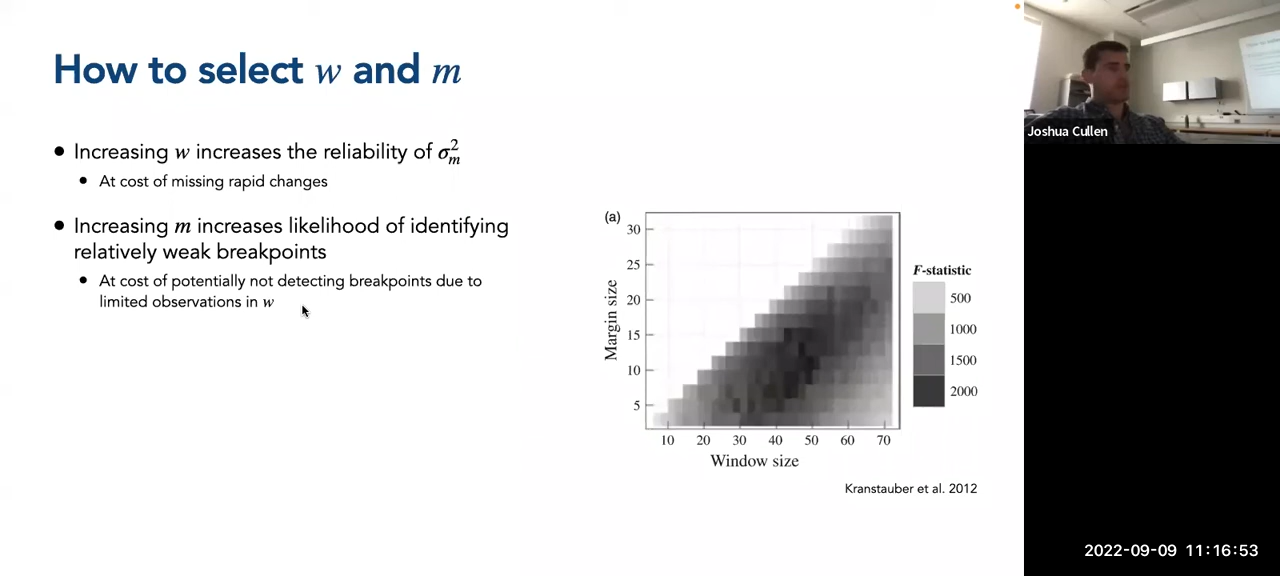 How to select w and m
• Increasing w increases the reliability of σ²ₘ
• At cost of missing rapid changes
• Increasing m increases likelihood of identifying
relatively weak breakpoints
• At cost of potentially not detecting breakpoints due to
limited observations in w
(a)
30
25
20
15
10
5
Margin size
10 20 30 40 50 60 70
Window size
F-statistic
500
1000
1500
2000
Kranstauber et al. 2012
Joshua Cullen
2022-09-09 11:16:53